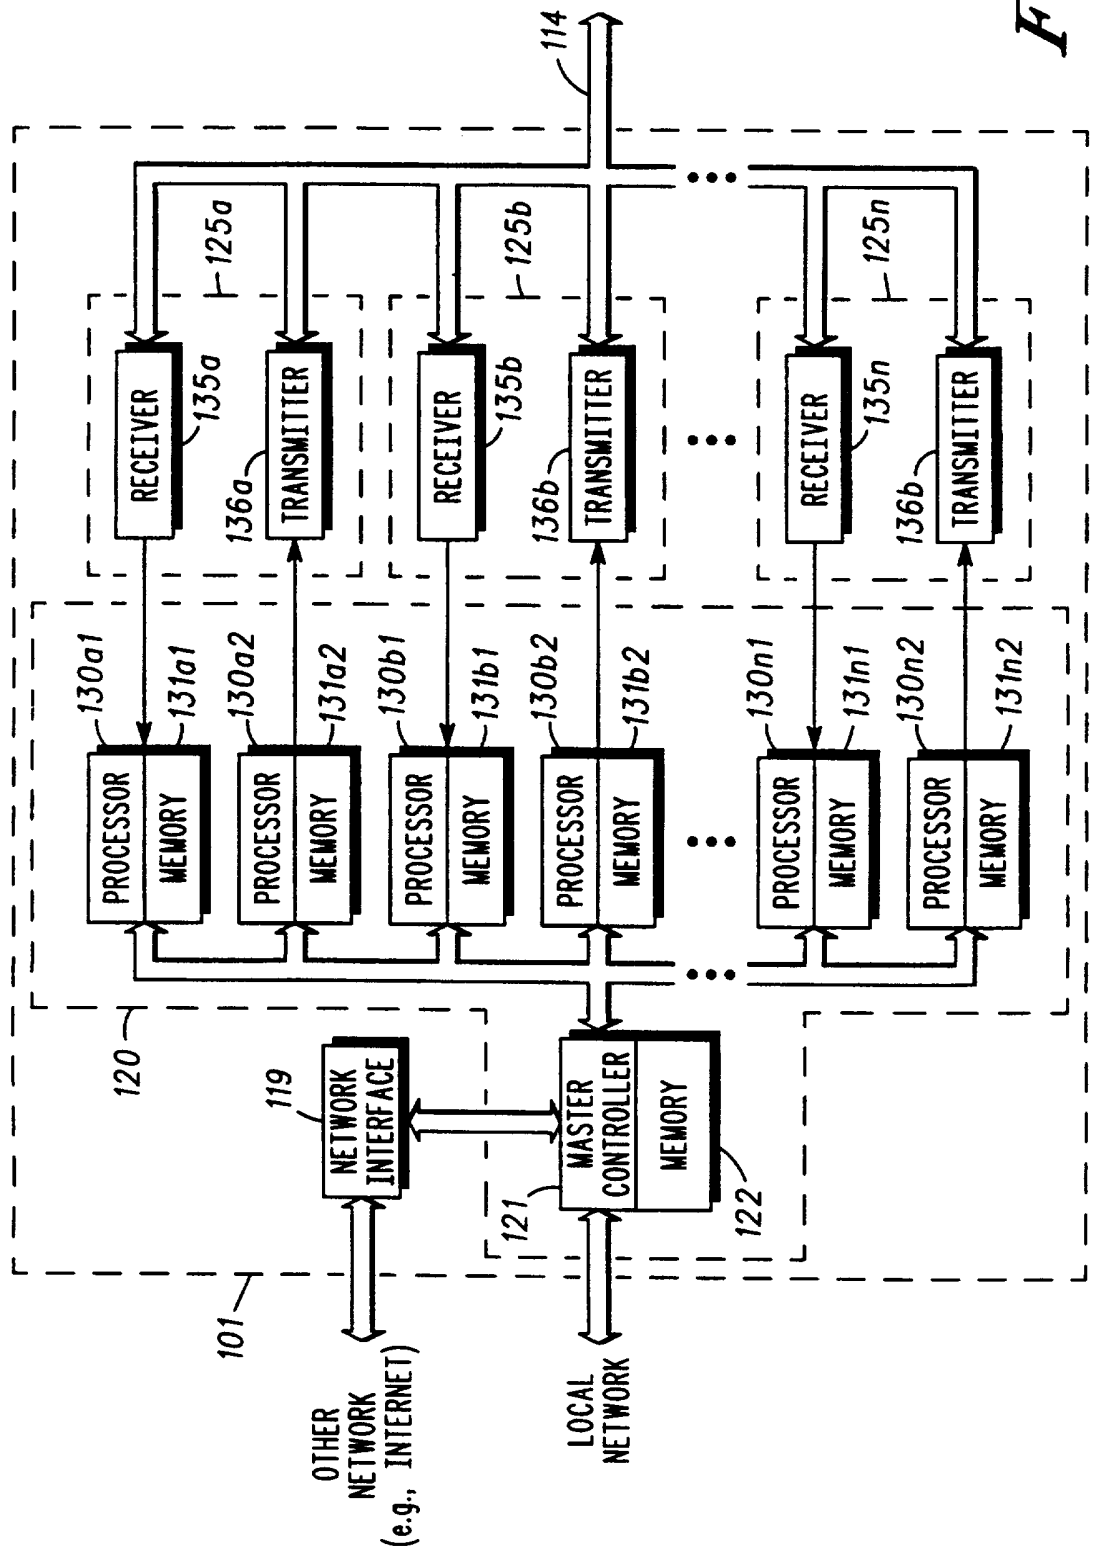 F
114
125a
125b
125n
RECEIVER
135a
136a
TRANSMITTER
RECEIVER
135b
136b
TRANSMITTER
RECEIVER
135n
136b
TRANSMITTER
130a1
131a1
130a2
131a2
130b1
131b1
130b2
131b2
130n1
131n1
130n2
131n2
PROCESSOR
MEMORY
PROCESSOR
MEMORY
PROCESSOR
MEMORY
PROCESSOR
MEMORY
PROCESSOR
MEMORY
PROCESSOR
MEMORY
120
119
NETWORK
INTERFACE
121
MASTER
CONTROLLER
MEMORY
122
101
OTHER
NETWORK
(e.g., INTERNET)
LOCAL
NETWORK